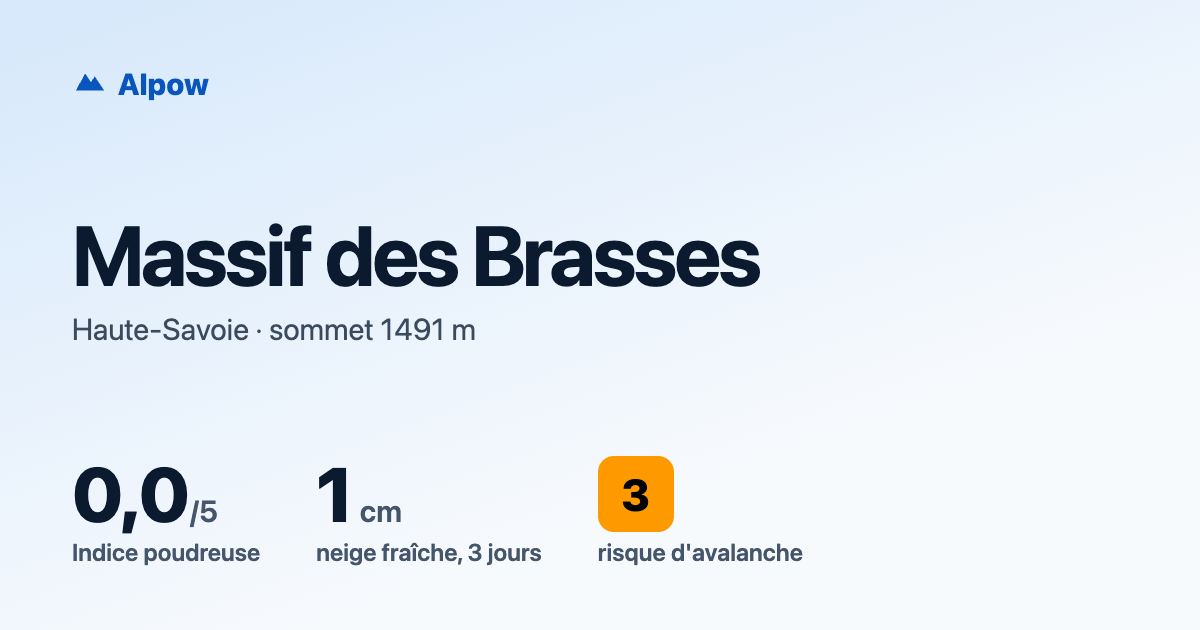 Alpow
Massif des Brasses
Haute-Savoie · sommet 1491 m
0,0/5
Indice poudreuse
1 cm
neige fraîche, 3 jours
3
risque d'avalanche